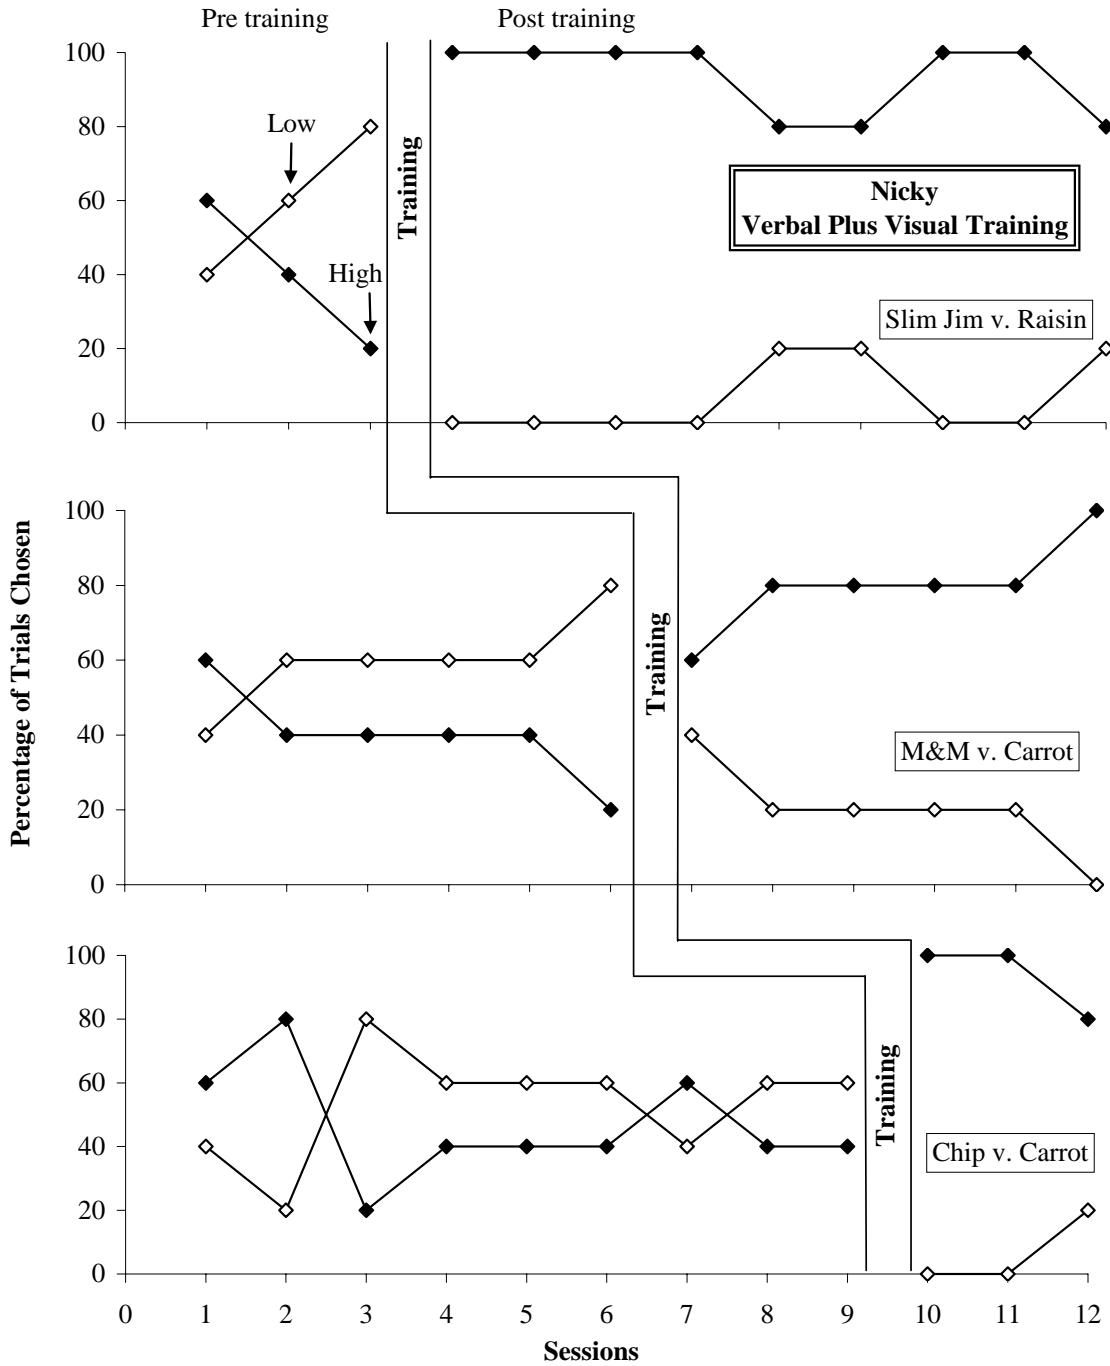 Pre training
Post training
100
80
60
40
20
0
Low
High
Training
Nicky
Verbal Plus Visual Training
Slim Jim v. Raisin
Percentage of Trials Chosen
100
80
60
40
20
0
Training
M&M v. Carrot
100
80
60
40
20
0
Training
Chip v. Carrot
0 1 2 3 4 5 6 7 8 9 10 11 12
Sessions